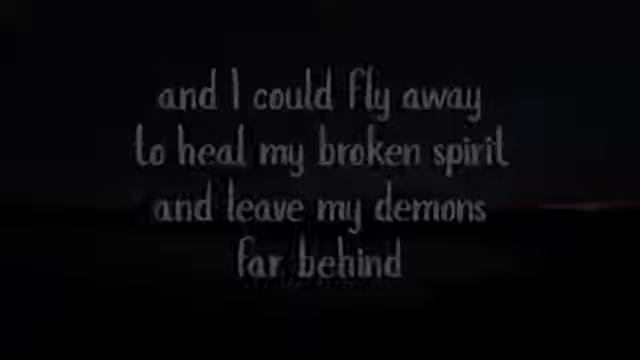 and I could fly away
to heal my broken spirit
and leave my demons
far behind